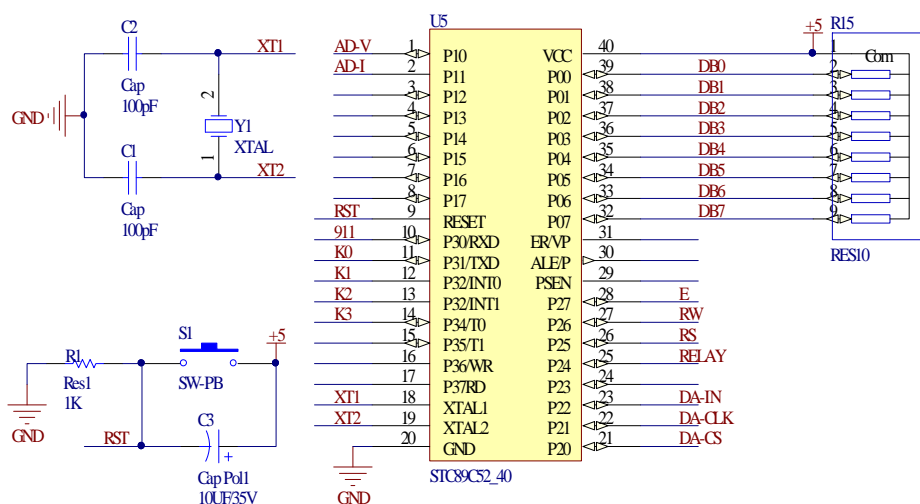 C2
Cap
100pF
XT1
GND
2
Y1
XTAL
1
C1
Cap
100pF
XT2
R1
Res1
1K
GND
RST
S1
SW-PB
+5
C3
Cap Pol1
10UF/35V
+
U5
AD-V 1 P10 VCC 40
AD-I 2 P11 P00 39 DB0 2
3 P12 P01 38 DB1 3
4 P13 P02 37 DB2 4
5 P14 P03 36 DB3 5
6 P15 P04 35 DB4 6
7 P16 P05 34 DB5 7
8 P17 P06 33 DB6 8
RST 9 RESET P07 32 DB7 9
911 10 P30/RXD ER/VP 31
K0 11 P31/TXD ALE/P 30
K1 12 P32/INT0 PSEN 29
K2 13 P32/INT1 P27 28 E
K3 14 P34/T0 P26 27 RW
15 P35/T1 P25 26 RS
16 P36/WR P24 25 RELAY
17 P37RD P23 24
XT1 18 XTAL1 P22 23 DA-IN
XT2 19 XTAL2 P21 22 DA-CLK
20 GND P20 21 DA-CS
GND
STC89C52_40
+5
R15
1
Com
RES10